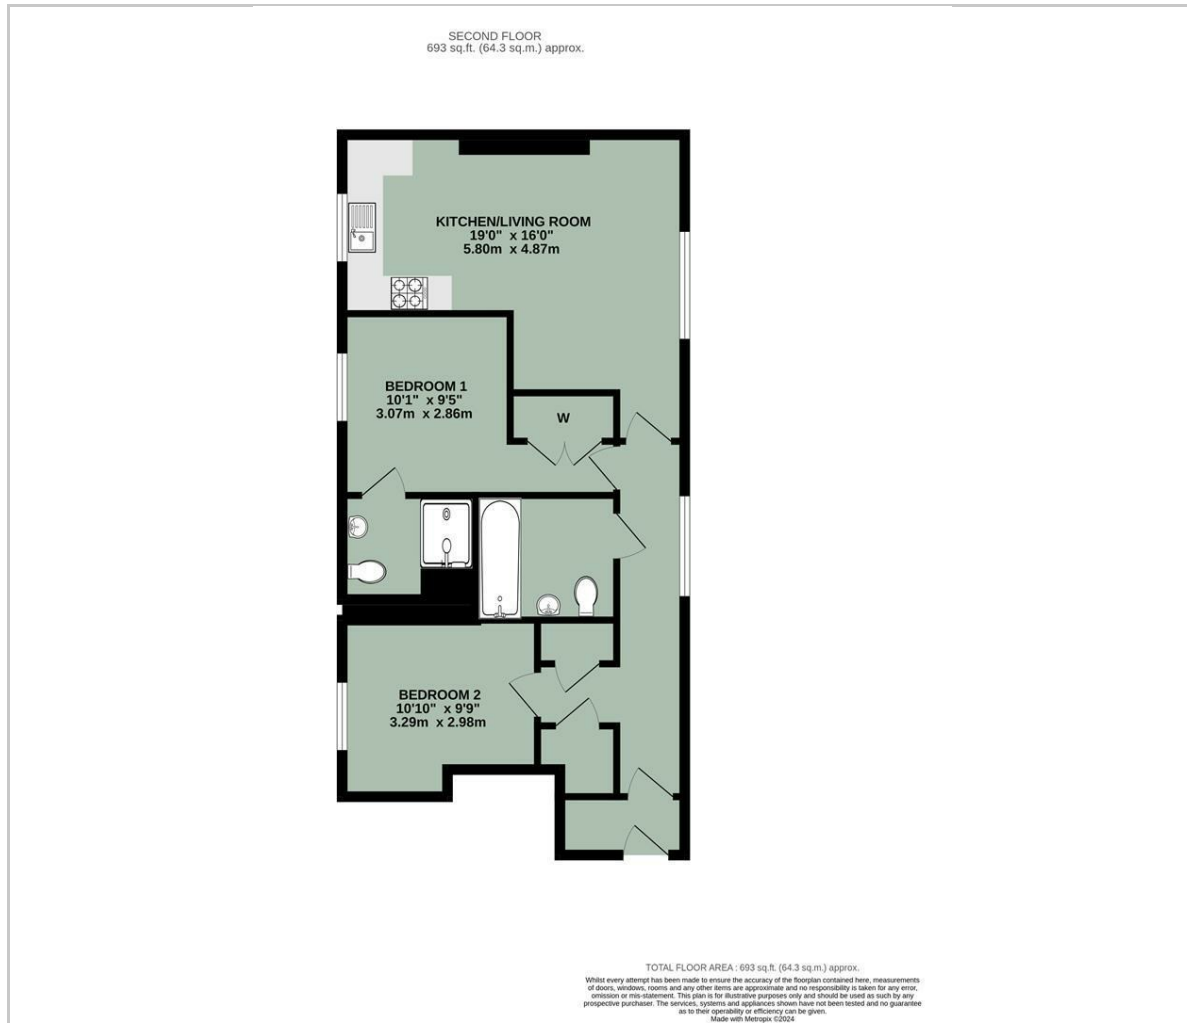 SECOND FLOOR
693 sq.ft. (64.3 sq.m.) approx.
KITCHEN/LIVING ROOM
19'0" x 16'0"
5.80m x 4.87m
BEDROOM 1
10'1" x 9'5"
3.07m x 2.86m
W
BEDROOM 2
10'10" x 9'9"
3.29m x 2.98m
TOTAL FLOOR AREA : 693 sq.ft. (64.3 sq.m.) approx.
Whilst every attempt has been made to ensure the accuracy of the floorplan contained here, measurements
of doors, windows, rooms and any other items are approximate and no responsibility is taken for any error,
omission or mis-statement. This plan is for illustrative purposes only and should be used as such by any
prospective purchaser. The services, systems and appliances shown have not been tested and no guarantee
as to their operability or efficiency can be given.
Made with Metropix ©2024